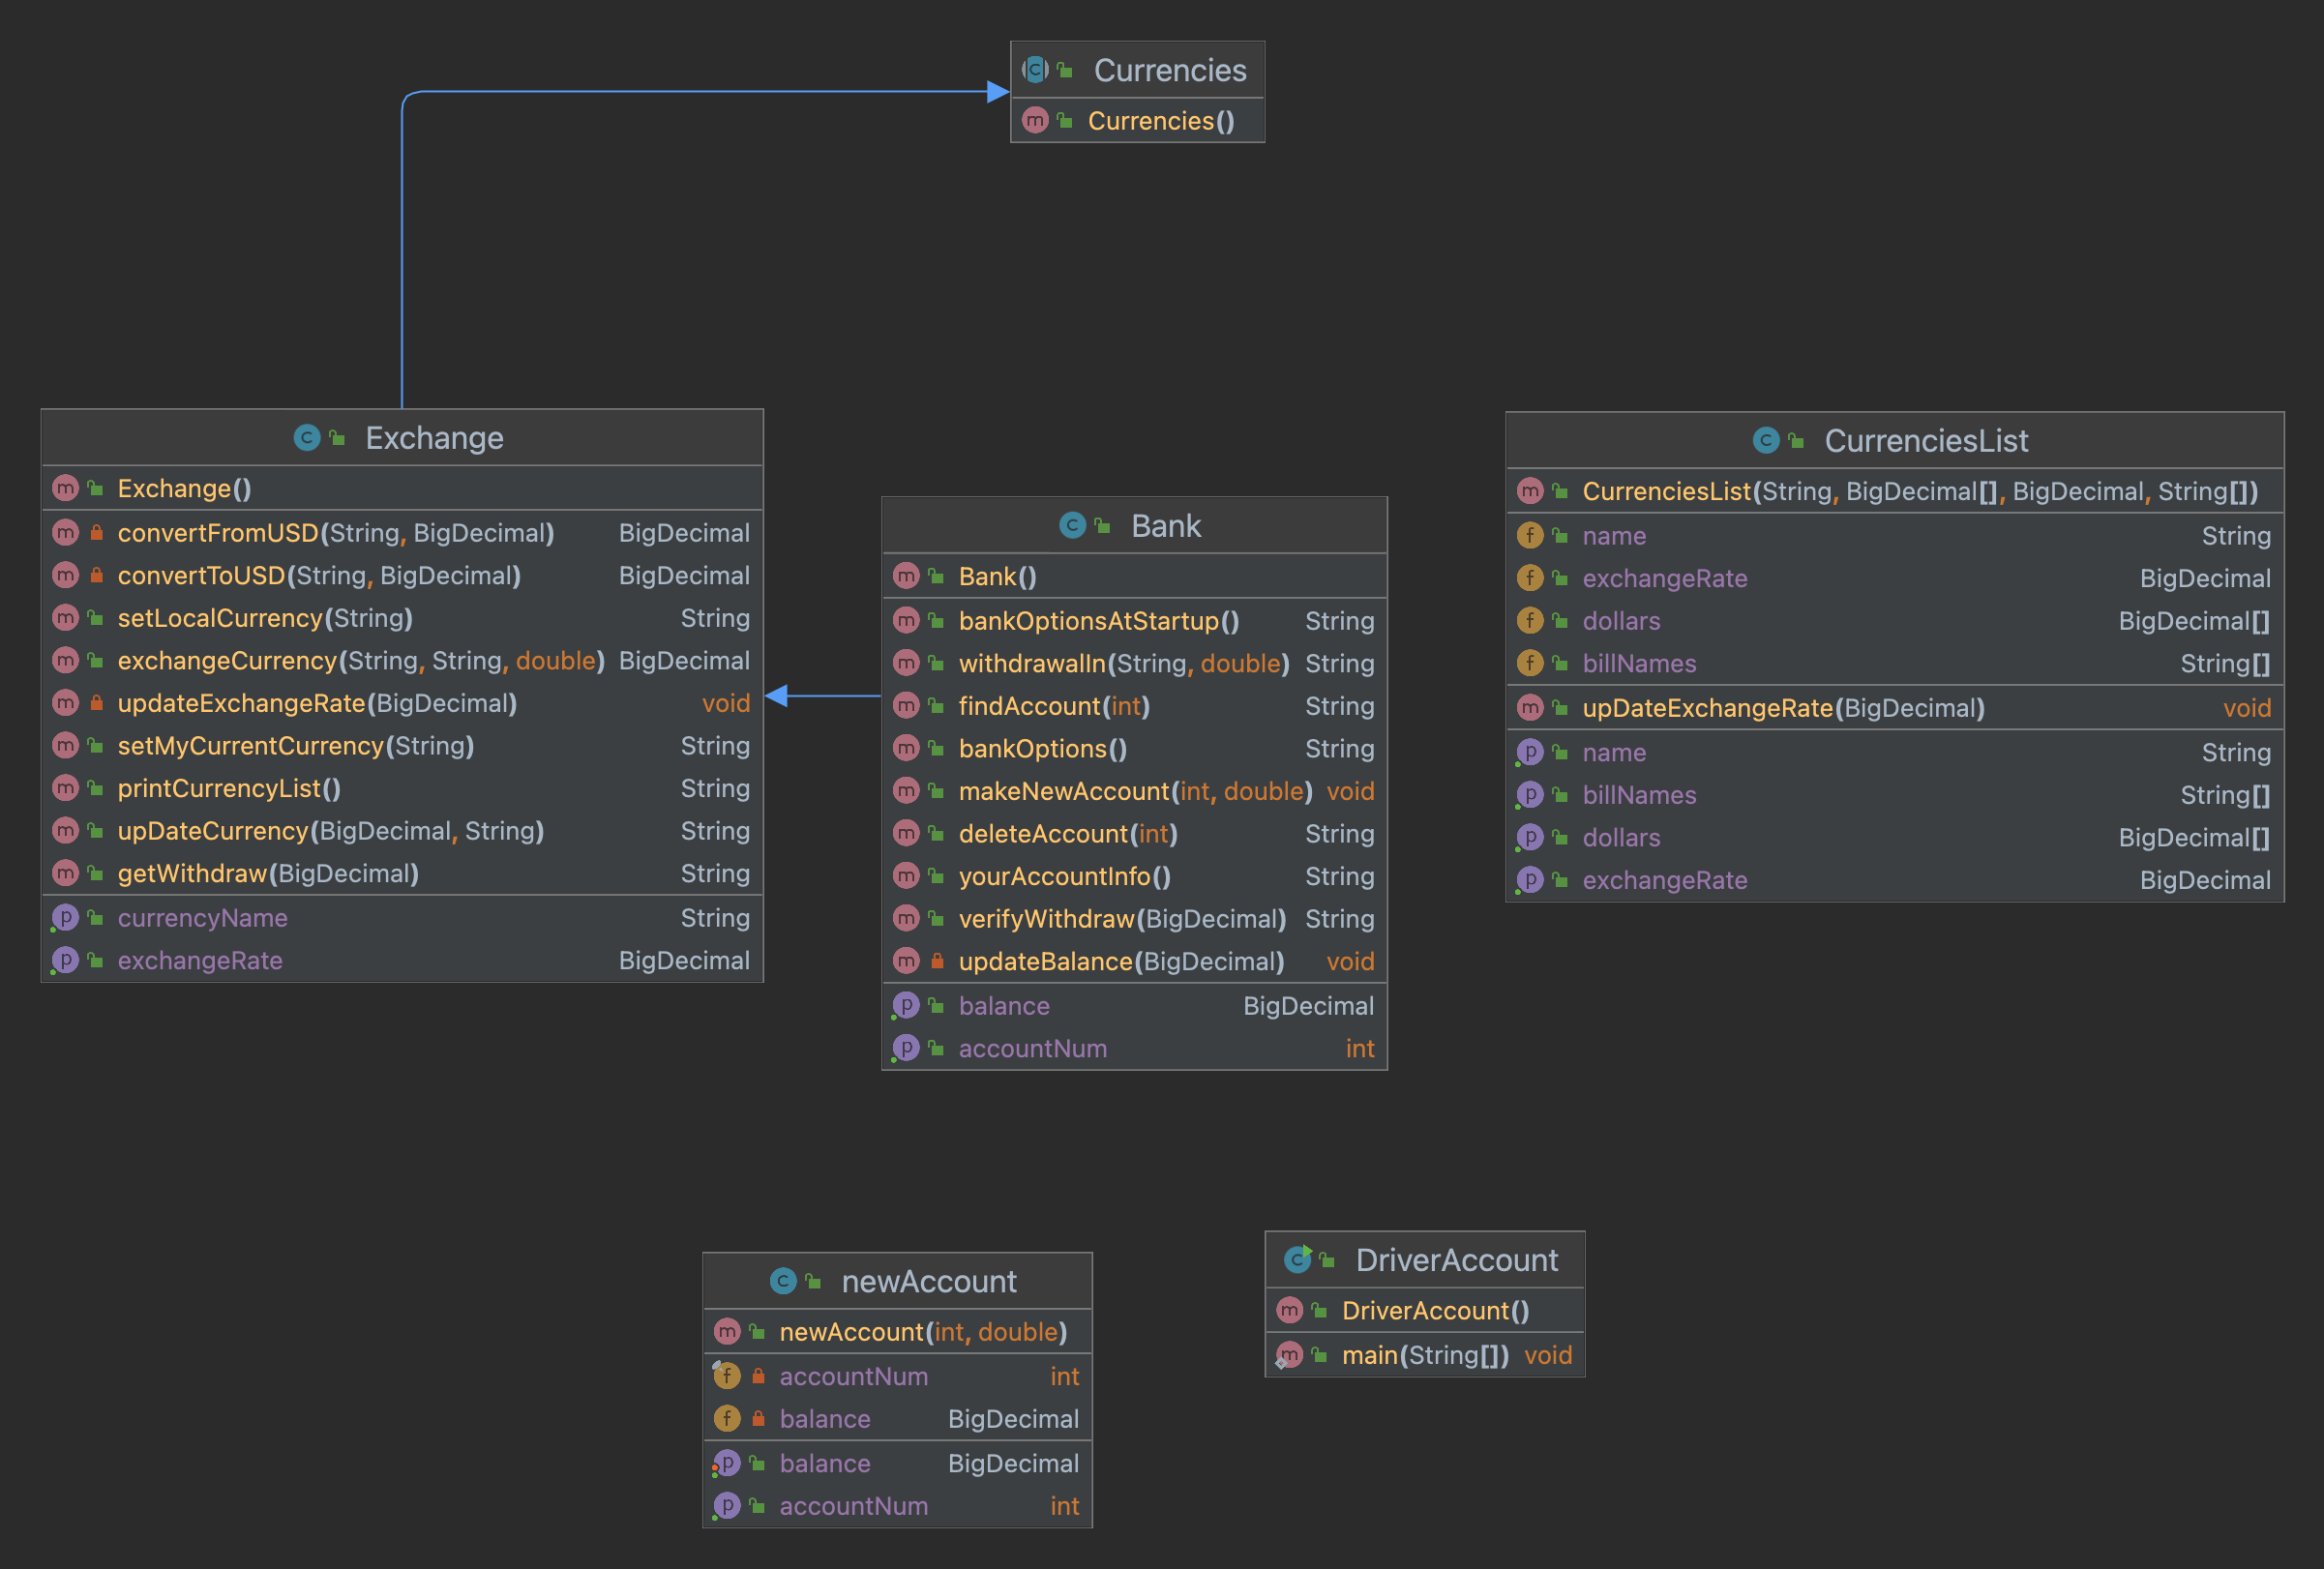 Currencies
Currencies()
Exchange
Exchange()
convertFromUSD(String, BigDecimal) BigDecimal
convertToUSD(String, BigDecimal) BigDecimal
setLocalCurrency(String) String
exchangeCurrency(String, String, double) BigDecimal
updateExchangeRate(BigDecimal) void
setMyCurrentCurrency(String) String
printCurrencyList() String
upDateCurrency(BigDecimal, String) String
getWithdraw(BigDecimal) String
currencyName String
exchangeRate BigDecimal
Bank
Bank()
bankOptionsAtStartup() String
withdrawalIn(String, double) String
findAccount(int) String
bankOptions() String
makeNewAccount(int, double) void
deleteAccount(int) String
yourAccountInfo() String
verifyWithdraw(BigDecimal) String
updateBalance(BigDecimal) void
balance BigDecimal
accountNum int
CurrenciesList
CurrenciesList(String, BigDecimal[], BigDecimal, String[])
name String
exchangeRate BigDecimal
dollars BigDecimal[]
billNames String[]
upDateExchangeRate(BigDecimal) void
name String
billNames String[]
dollars BigDecimal[]
exchangeRate BigDecimal
newAccount
newAccount(int, double)
accountNum int
balance BigDecimal
balance BigDecimal
accountNum int
DriverAccount
DriverAccount()
main(String[]) void